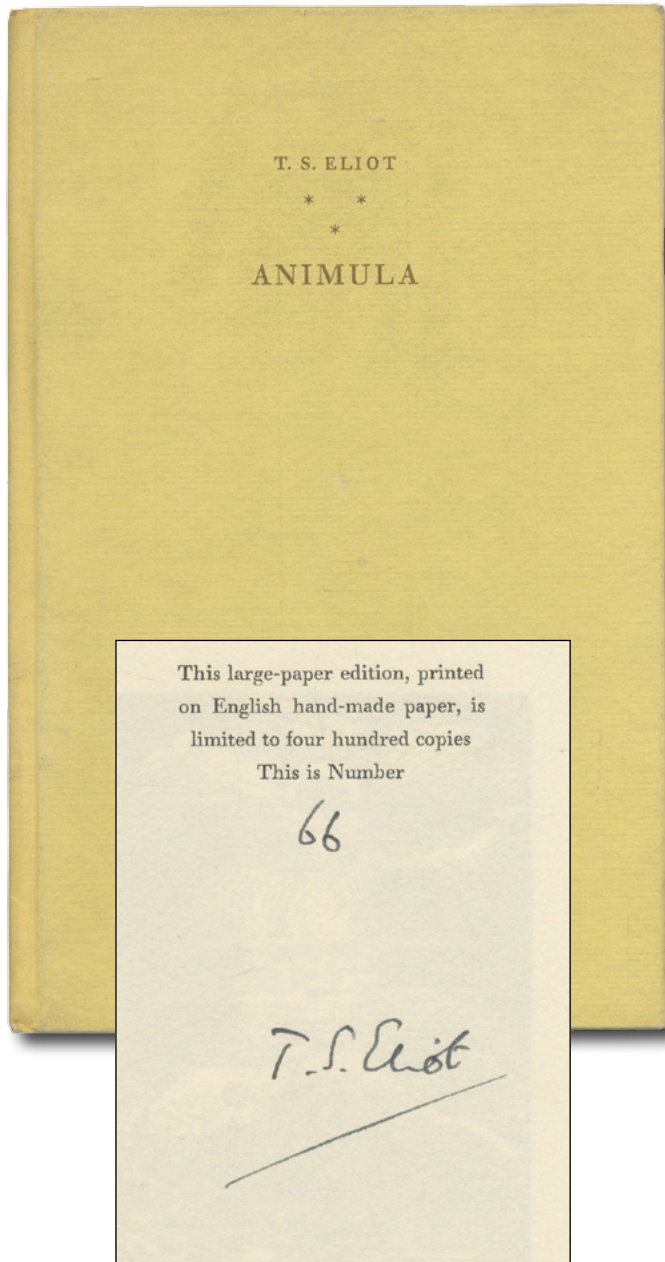 T. S. ELIOT
* *
*
ANIMULA
This large-paper edition, printed
on English hand-made paper, is
limited to four hundred copies
This is Number
66
T. S. Eliot